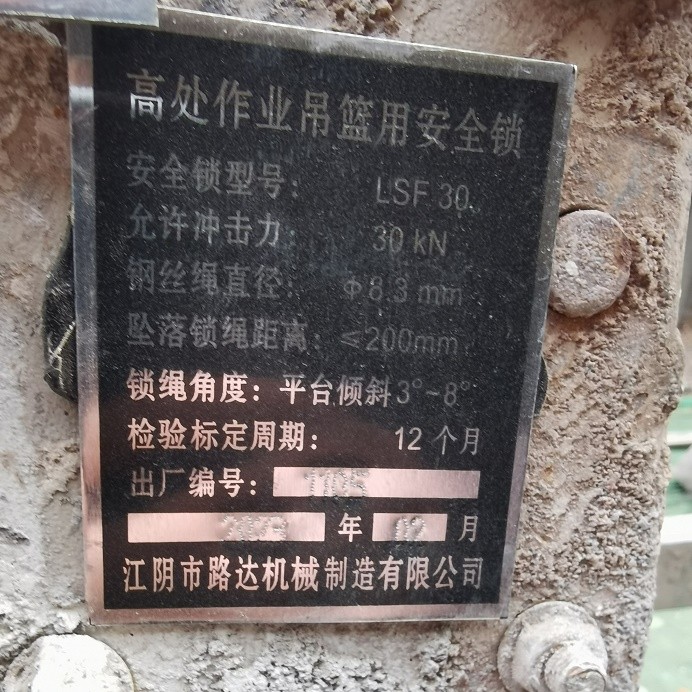 高处作业吊篮用安全锁
安全锁型号: LSF 30
允许冲击力: 30 kN
钢丝绳直径: Φ8.3 mm
坠落锁绳距离: ≤200mm
锁绳角度: 平台倾斜3°~8°
检验标定周期: 12 个月
出厂编号:
年 02 月
江阴市路达机械制造有限公司